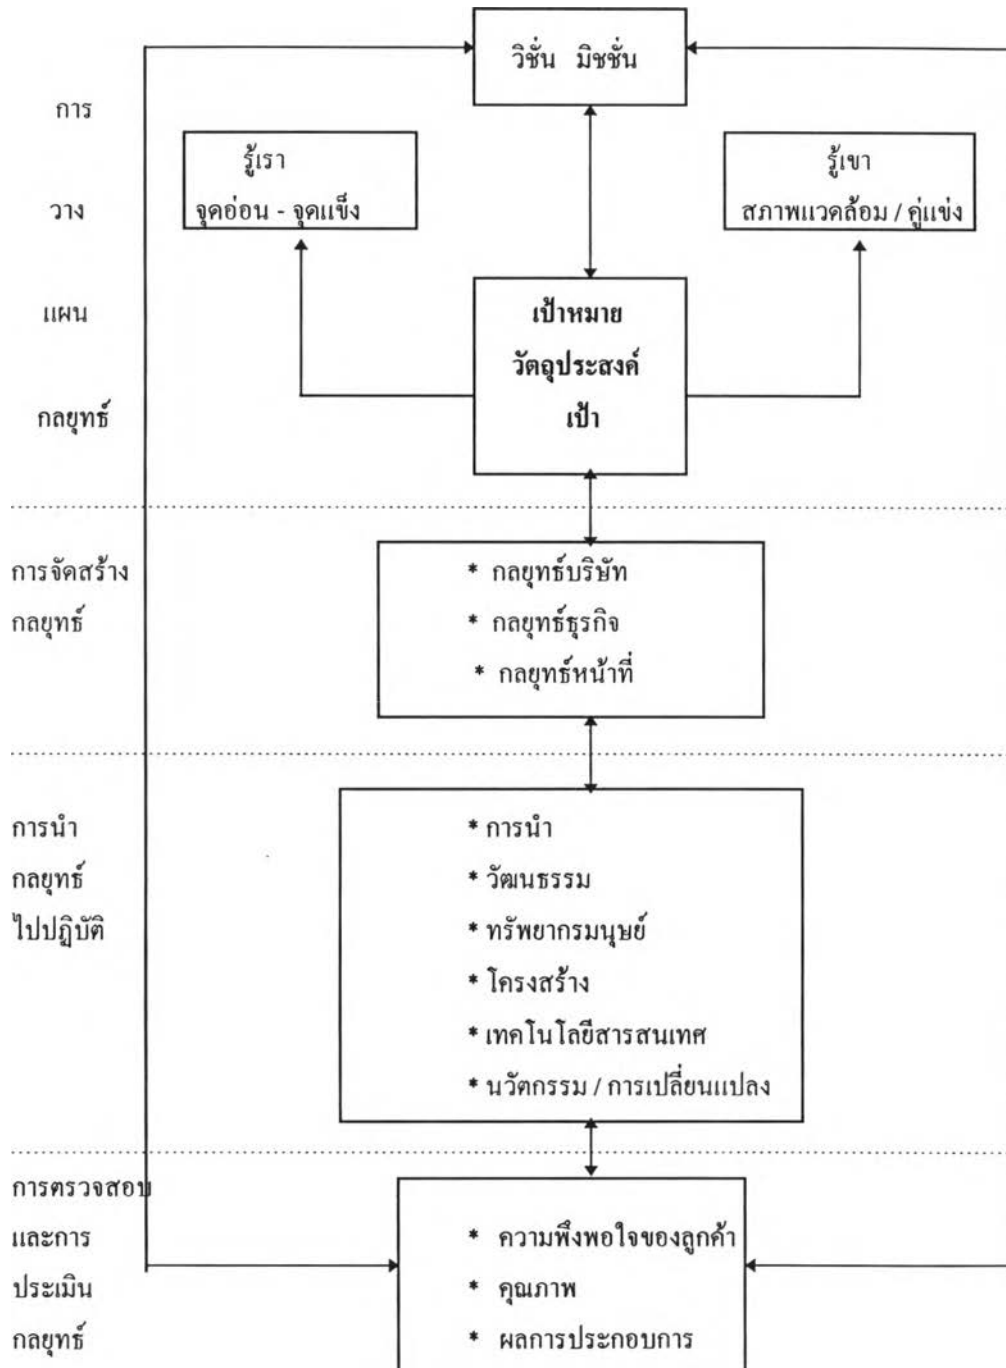 วิชั่น มิชชั่น
การ
วาง
แผน
กลยุทธ์
รู้เรา
จุดอ่อน - จุดแข็ง
รู้เขา
สภาพแวดล้อม / คู่แข่ง
เป้าหมาย
วัตถุประสงค์
เป้า
การจัดสร้าง
กลยุทธ์
* กลยุทธ์บริษัท
* กลยุทธ์ธุรกิจ
* กลยุทธ์หน้าที่
การนำ
กลยุทธ์
ไปปฏิบัติ
* การนำ
* วัฒนธรรม
* ทรัพยากรมนุษย์
* โครงสร้าง
* เทคโนโลยีสารสนเทศ
* นวัตกรรม / การเปลี่ยนแปลง
การตรวจสอบ
และการ
ประเมิน
กลยุทธ์
* ความพึงพอใจของลูกค้า
* คุณภาพ
* ผลการประกอบการ